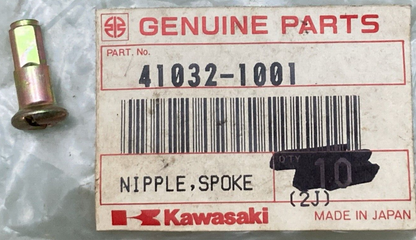 GENUINE PARTS
PART. No.
41032-1001
NIPPLE, SPOKE
QTY
10
(2J)
Kawasaki
MADE IN JAPAN